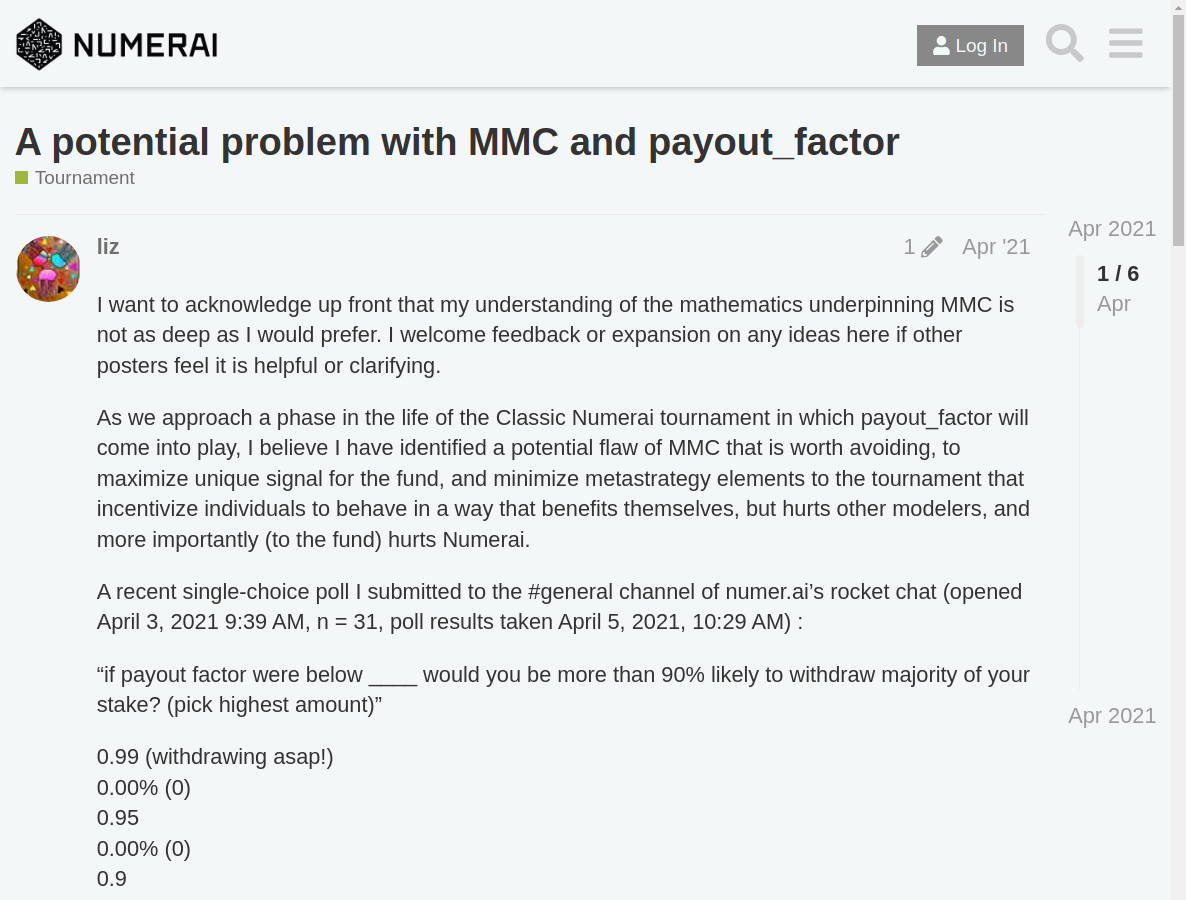 NUMERAI
Log In
A potential problem with MMC and payout_factor
Tournament
liz
1
Apr '21
I want to acknowledge up front that my understanding of the mathematics underpinning MMC is
not as deep as I would prefer. I welcome feedback or expansion on any ideas here if other
posters feel it is helpful or clarifying.
As we approach a phase in the life of the Classic Numerai tournament in which payout_factor will
come into play, I believe I have identified a potential flaw of MMC that is worth avoiding, to
maximize unique signal for the fund, and minimize metastrategy elements to the tournament that
incentivize individuals to behave in a way that benefits themselves, but hurts other modelers, and
more importantly (to the fund) hurts Numerai.
A recent single-choice poll I submitted to the #general channel of numer.ai’s rocket chat (opened
April 3, 2021 9:39 AM, n = 31, poll results taken April 5, 2021, 10:29 AM) :
“if payout factor were below ____ would you be more than 90% likely to withdraw majority of your
stake? (pick highest amount)”
0.99 (withdrawing asap!)
0.00% (0)
0.95
0.00% (0)
0.9
Apr 2021
1 / 6
Apr
Apr 2021